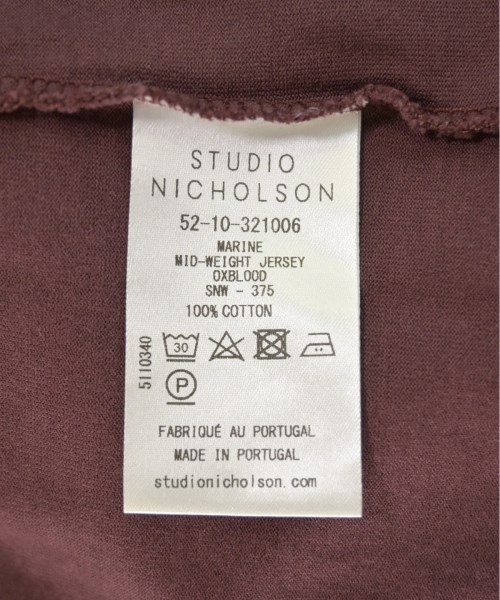 STUDIO
NICHOLSON
52-10-321006
MARINE
MID-WEIGHT JERSEY
OXBLOOD
SNW - 375
100% COTTON
5110340
30
P
FABRIQUÉ AU PORTUGAL
MADE IN PORTUGAL
studionicholson.com